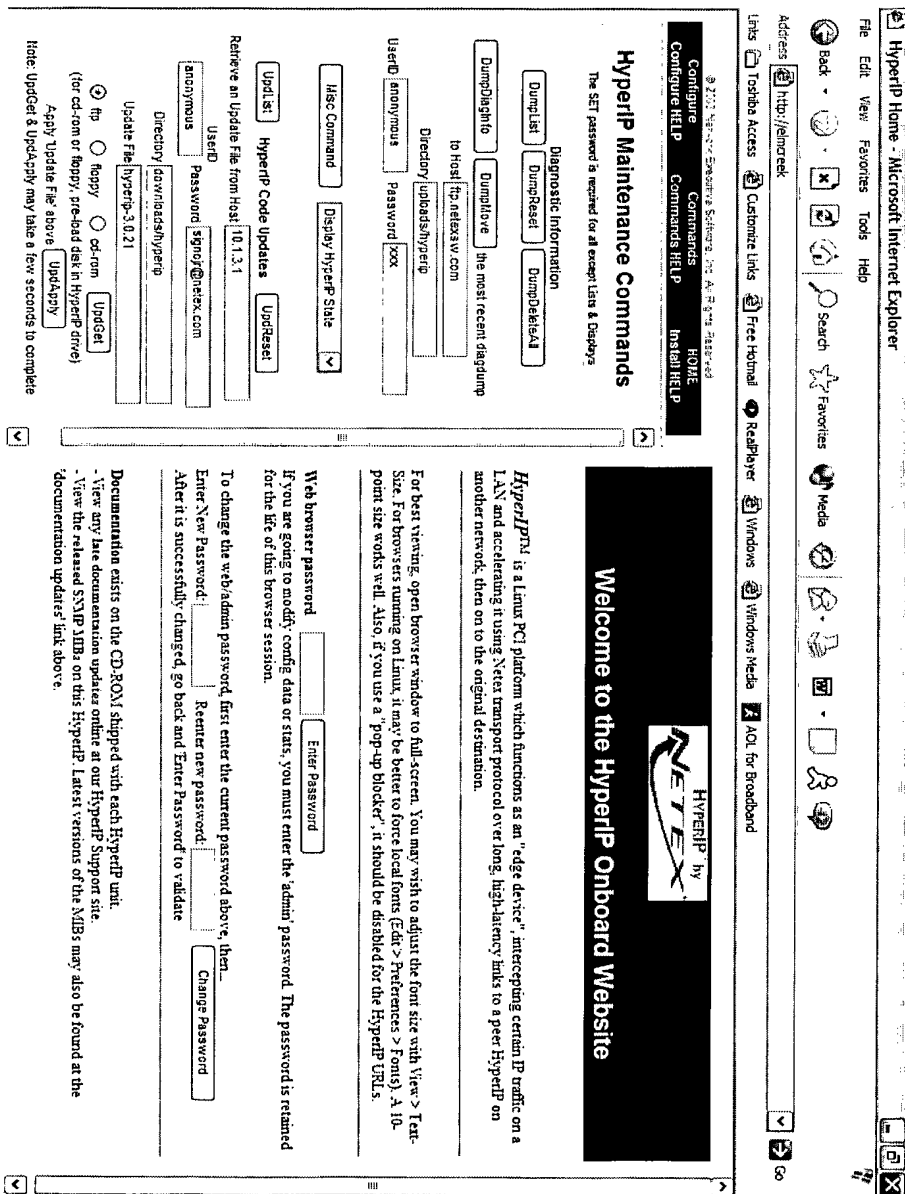 HyperIP Home - Microsoft Internet Explorer
File Edit View Favorites Tools Help
Back Search Favorites Media
Address http://elmcreek Go
Links Toshiba Access Customize Links Free Hotmail RealPlayer Windows Windows Media AOL for Broadband
Network Executive Software, Inc. All Rights Reserved
Configure Commands HOME
Configure HELP Commands HELP Install HELP
HyperIP Maintenance Commands
The SET password is required for all except Lists & Displays
Diagnostic Information
DumpList DumpReset DumpDeleteAll
DumpDiagInfo DumpMove the most recent diagdump
to Host ftp.netexsw.com
Directory uploads/hyperip
UserID anonymous Password xxx
Misc Command Display HyperIP State
UpdList HyperIP Code Updates UpdReset
Retrieve an Update File from Host 10.1.3.1
UserID
anonymous Password signojr@netex.com
Directory downloads/hyperip
Update File hyperip-3.0.21
ftp floppy cd-rom UpdGet
(for cd-rom or floppy, pre-load disk in HyperIP drive)
Apply 'Update File' above UpdApply
Note: UpdGet & UpdApply may take a few seconds to complete
HYPERIP by
NETEX
Welcome to the HyperIP Onboard Website
HyperIP™ is a Linux PCI platform which functions as an "edge device", intercepting certain IP traffic on a
LAN and accelerating it using Netex transport protocol over long, high-latency links to a peer HyperIP on
another network, then on to the original destination.
For best viewing, open browser window to full-screen. You may wish to adjust the font size with View > Text-
Size. For browsers running on Linux, it may be better to force local fonts (Edit > Preferences > Fonts). A 10-
point size works well. Also, if you use a "pop-up blocker", it should be disabled for the HyperIP URLs.
Web browser password Enter Password
If you are going to modify config data or stats, you must enter the 'admin' password. The password is retained
for the life of this browser session.
To change the web/admin password, first enter the current password above, then...
Enter New Password: Reenter new password: Change Password
After it is successfully changed, go back and 'Enter Password' to validate
Documentation exists on the CD-ROM shipped with each HyperIP unit.
- View any late documentation updates online at our HyperIP Support site.
- View the released SNMP MIBs on this HyperIP. Latest versions of the MIBs may also be found at the
'documentation updates' link above.